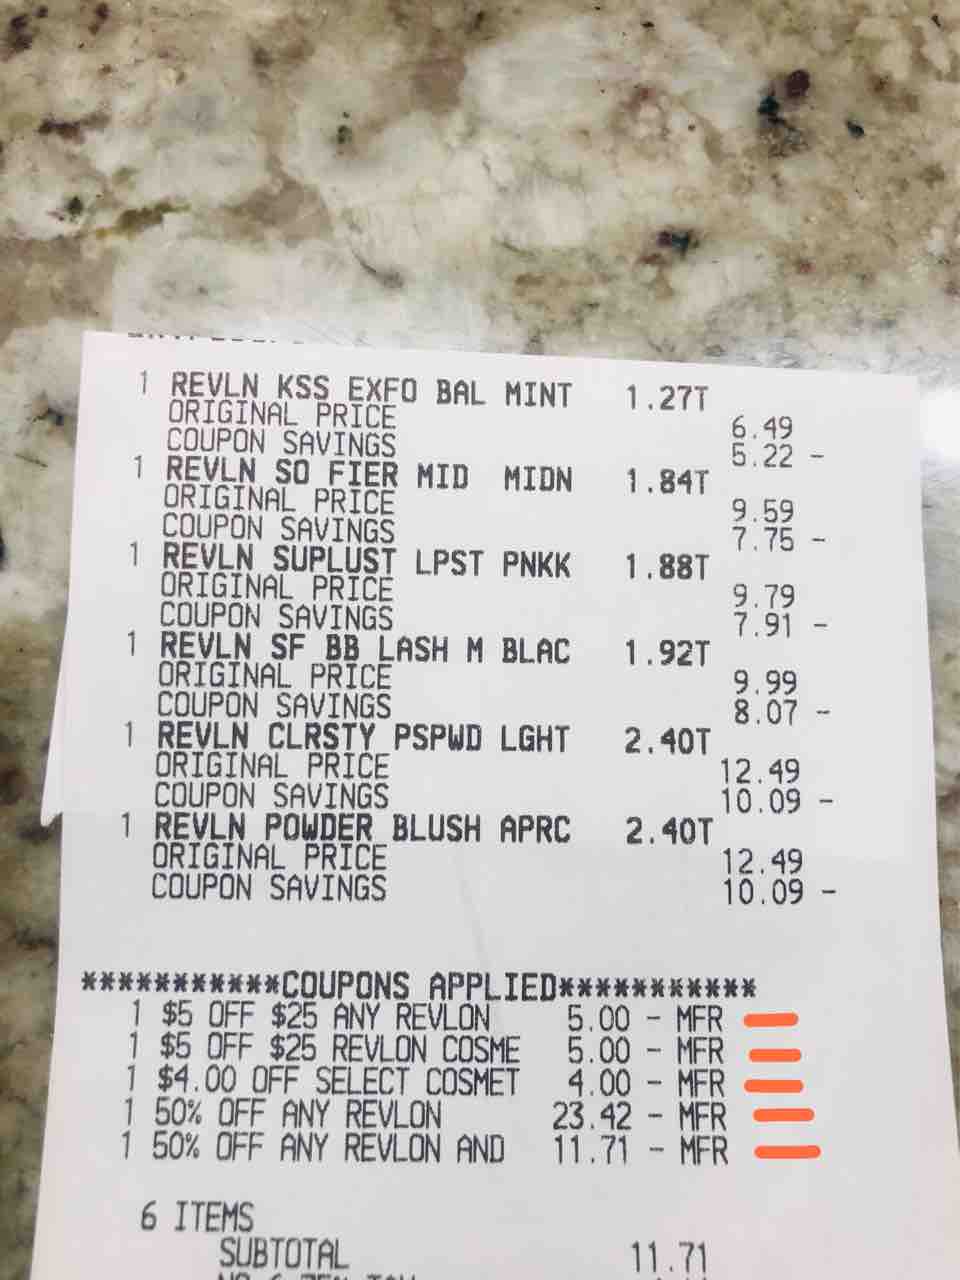 1 REVLN KSS EXFO BAL MINT 1.27T
ORIGINAL PRICE 6.49
COUPON SAVINGS 5.22 -
1 REVLN SO FIER MID MIDN 1.84T
ORIGINAL PRICE 9.59
COUPON SAVINGS 7.75 -
1 REVLN SUPLUST LPST PNKK 1.88T
ORIGINAL PRICE 9.79
COUPON SAVINGS 7.91 -
1 REVLN SF BB LASH M BLAC 1.92T
ORIGINAL PRICE 9.99
COUPON SAVINGS 8.07 -
1 REVLN CLRSTY PSPWD LGHT 2.40T
ORIGINAL PRICE 12.49
COUPON SAVINGS 10.09 -
1 REVLN POWDER BLUSH APRC 2.40T
ORIGINAL PRICE 12.49
COUPON SAVINGS 10.09 -
***********COUPONS APPLIED***********
1 $5 OFF $25 ANY REVLON 5.00 - MFR
1 $5 OFF $25 REVLON COSME 5.00 - MFR
1 $4.00 OFF SELECT COSMET 4.00 - MFR
1 50% OFF ANY REVLON 23.42 - MFR
1 50% OFF ANY REVLON AND 11.71 - MFR
6 ITEMS
SUBTOTAL 11.71